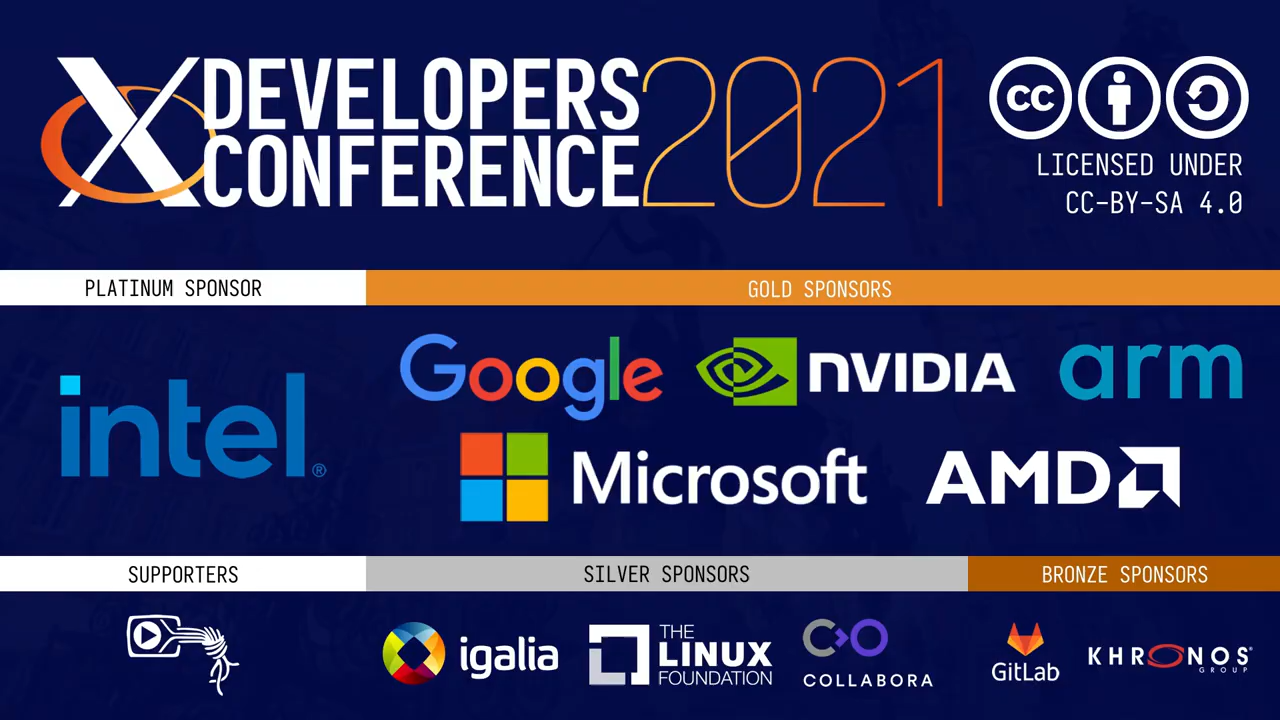 X DEVELOPERS
CONFERENCE 2021
cc
LICENSED UNDER
CC-BY-SA 4.0
PLATINUM SPONSOR
GOLD SPONSORS
intel®
Google
NVIDIA
arm
Microsoft
AMD
SUPPORTERS
SILVER SPONSORS
BRONZE SPONSORS
igalia
THE
LINUX
FOUNDATION
COLLABORA
GitLab
KHRONOS®
GROUP